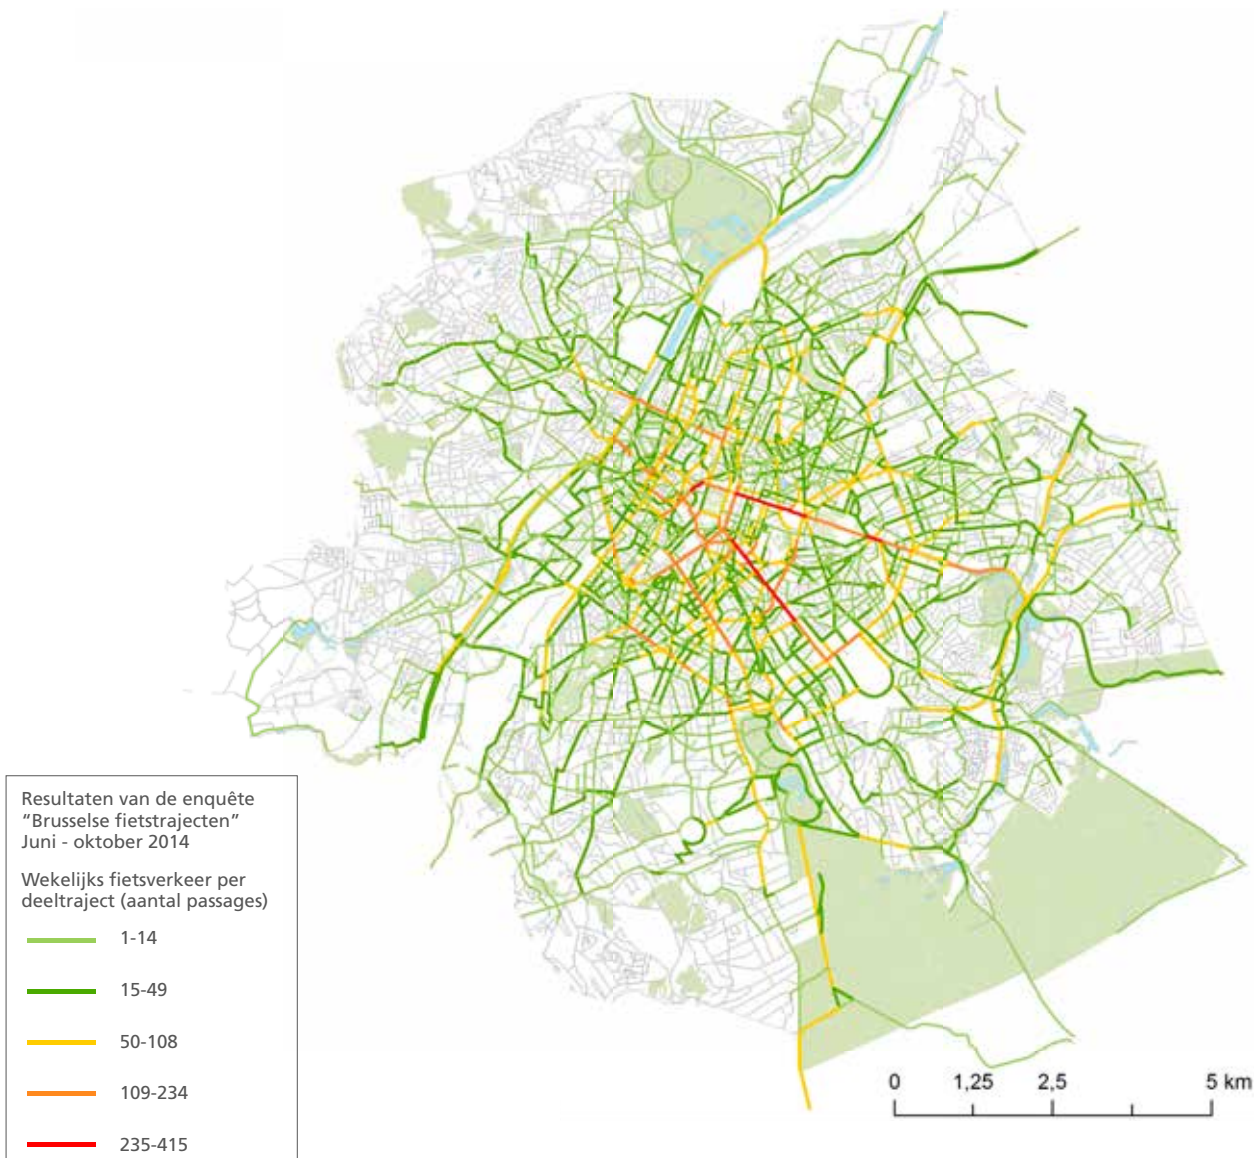 Resultaten van de enquête
“Brusselse fietstrajecten”
Juni - oktober 2014
Wekelijks fietsverkeer per
deeltraject (aantal passages)
1-14
15-49
50-108
109-234
235-415
0 1,25 2,5 5 km